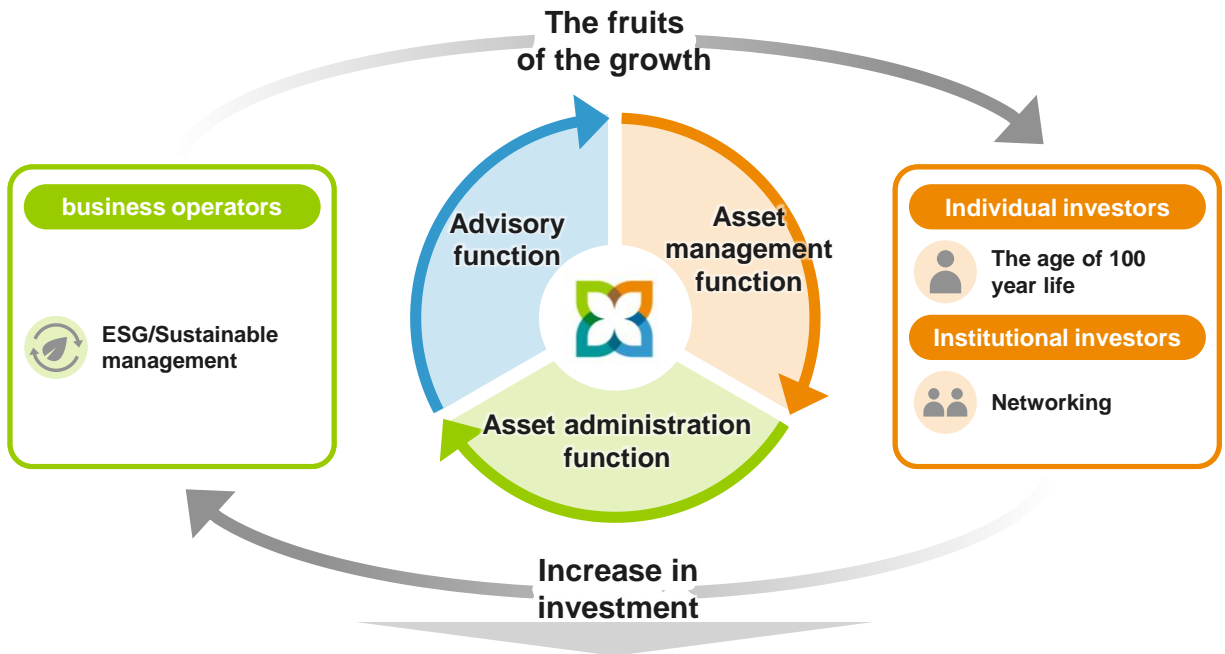 The fruits
of the growth
business operators
ESG/Sustainable
management
Advisory
function
Asset
management
function
Asset administration
function
Individual investors
The age of 100
year life
Institutional investors
Networking
Increase in
investment